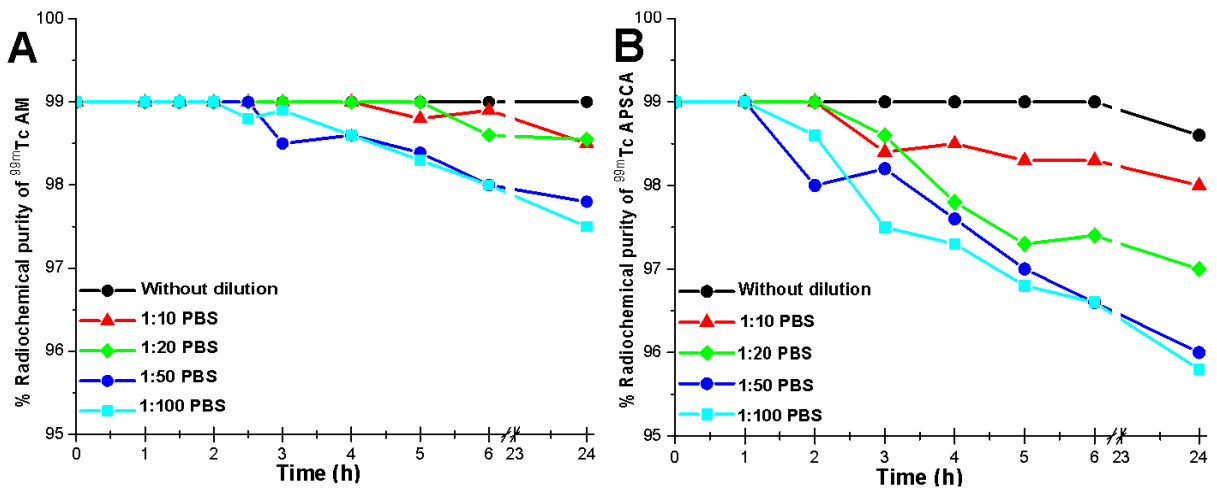 A
% Radiochemical purity of 99mTc AM
100
99
98
97
96
95
Without dilution
1:10 PBS
1:20 PBS
1:50 PBS
1:100 PBS
0 1 2 3 4 5 6 23 24
Time (h)
B
% Radiochemical purity of 99mTc APSCA
100
99
98
97
96
95
Without dilution
1:10 PBS
1:20 PBS
1:50 PBS
1:100 PBS
0 1 2 3 4 5 6 23 24
Time (h)